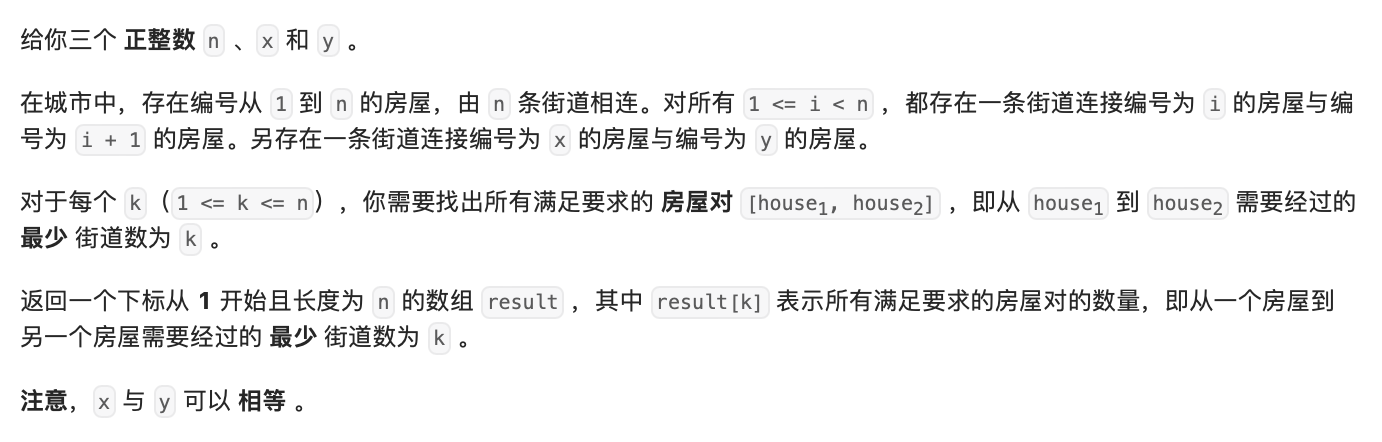 给你三个 正整数 n 、x 和 y 。
在城市中，存在编号从 1 到 n 的房屋，由 n 条街道相连。对所有 1 <= i < n ，都存在一条街道连接编号为 i 的房屋与编
号为 i + 1 的房屋。另存在一条街道连接编号为 x 的房屋与编号为 y 的房屋。
对于每个 k（1 <= k <= n），你需要找出所有满足要求的 房屋对 [house₁, house₂] ，即从 house₁ 到 house₂ 需要经过的
最少 街道数为 k 。
返回一个下标从 1 开始且长度为 n 的数组 result ，其中 result[k] 表示所有满足要求的房屋对的数量，即从一个房屋到
另一个房屋需要经过的 最少 街道数为 k 。
注意，x 与 y 可以 相等 。